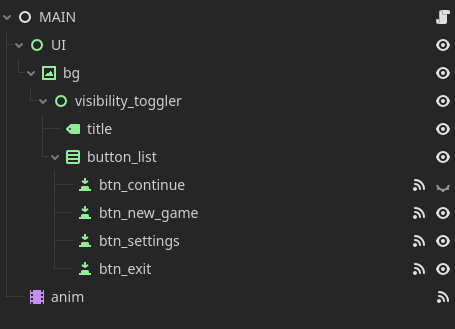 MAIN
UI
bg
visibility_toggler
title
button_list
btn_continue
btn_new_game
btn_settings
btn_exit
anim